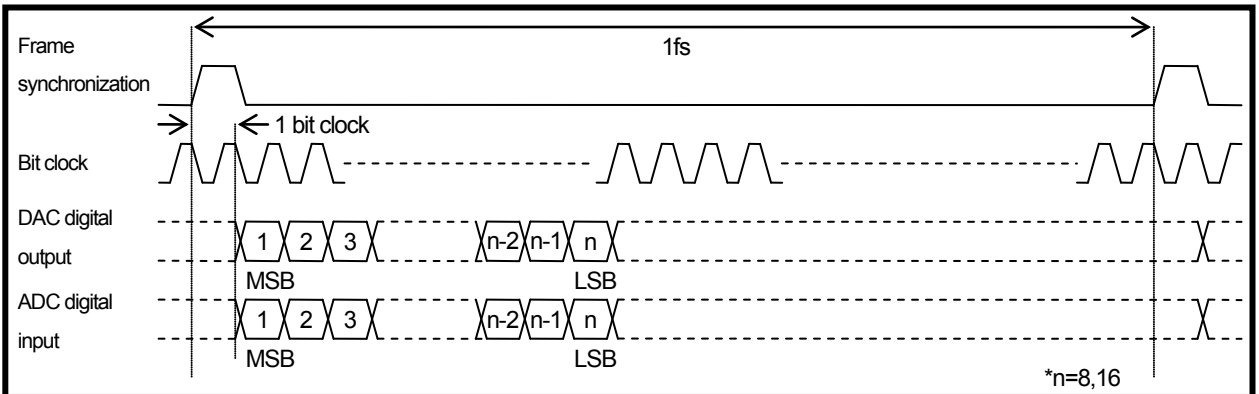 Frame
synchronization
1fs
1 bit clock
Bit clock
DAC digital
output
1 2 3 n-2 n-1 n
MSB LSB
ADC digital
input
1 2 3 n-2 n-1 n
MSB LSB
*n=8,16